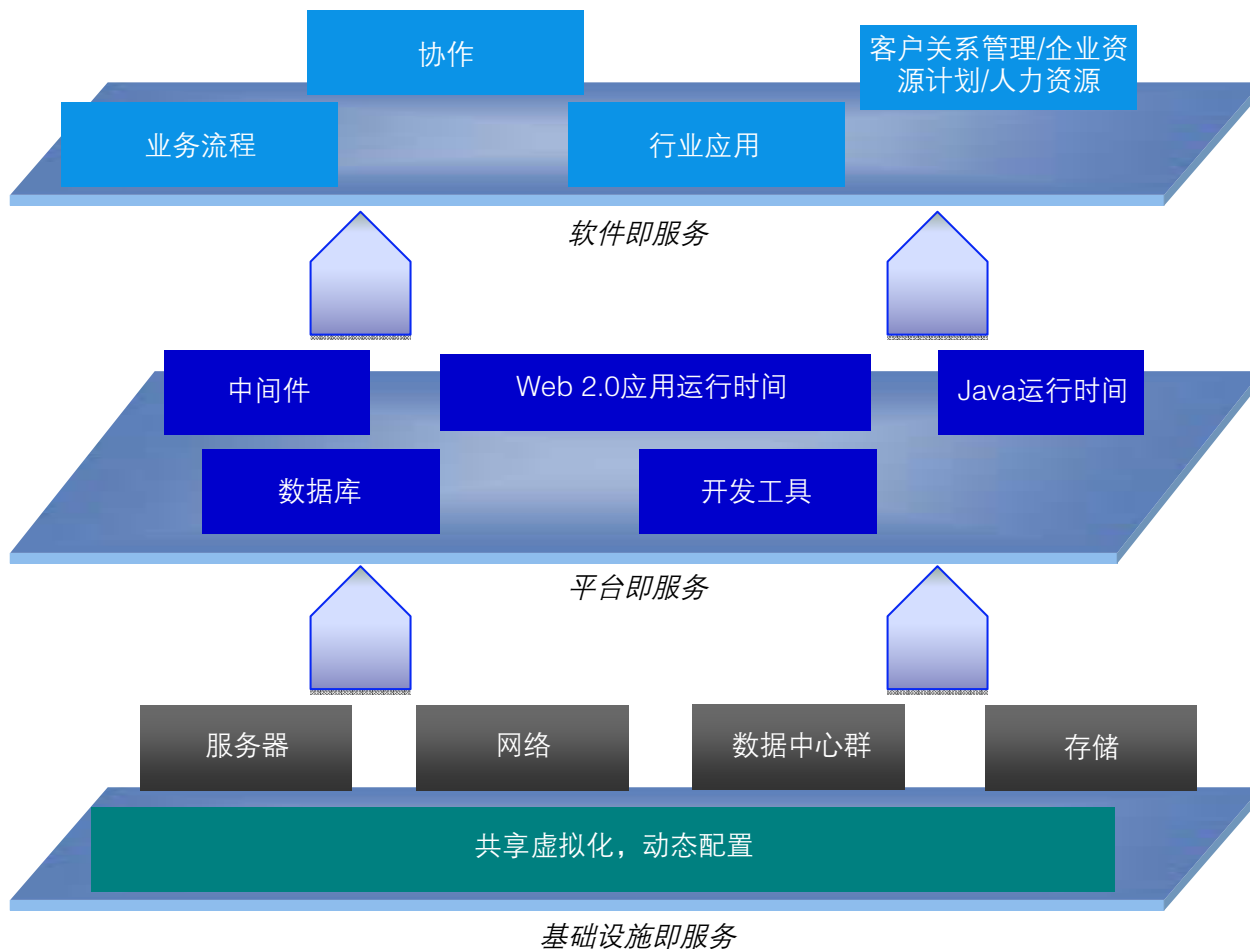 协作
客户关系管理/企业资
源计划/人力资源
业务流程
行业应用
软件即服务
中间件
Web 2.0应用运行时间
Java运行时间
数据库
开发工具
平台即服务
服务器
网络
数据中心群
存储
共享虚拟化，动态配置
基础设施即服务